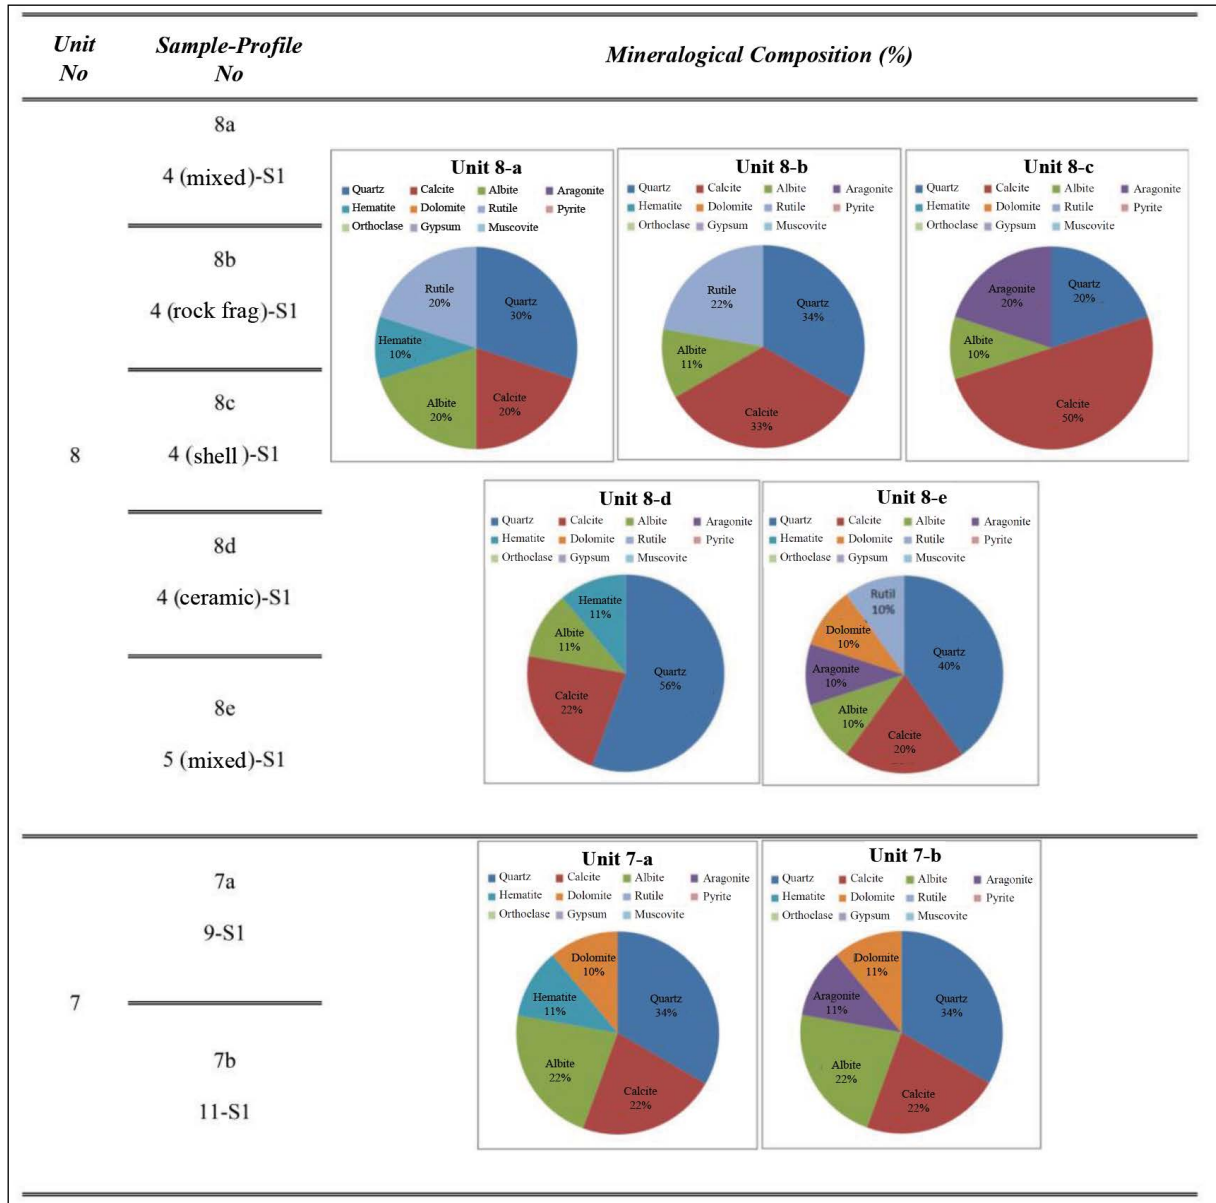 Unit
No
Sample-Profile
No
Mineralogical Composition (%)
8
8a
4 (mixed)-S1
8b
4 (rock frag)-S1
8c
4 (shell)-S1
8d
4 (ceramic)-S1
8e
5 (mixed)-S1
Unit 8-a
Quartz Calcite Albite Aragonite
Hematite Dolomite Rutile Pyrite
Orthoclase Gypsum Muscovite
Rutile
20%
Quartz
30%
Hematite
10%
Albite
20%
Calcite
20%
Unit 8-b
Quartz Calcite Albite Aragonite
Hematite Dolomite Rutile Pyrite
Orthoclase Gypsum Muscovite
Rutile
22%
Quartz
34%
Albite
11%
Calcite
33%
Unit 8-c
Quartz Calcite Albite Aragonite
Hematite Dolomite Rutile Pyrite
Orthoclase Gypsum Muscovite
Aragonite
20%
Quartz
20%
Albite
10%
Calcite
50%
Unit 8-d
Quartz Calcite Albite Aragonite
Hematite Dolomite Rutile Pyrite
Orthoclase Gypsum Muscovite
Hematite
11%
Albite
11%
Quartz
56%
Calcite
22%
Unit 8-e
Quartz Calcite Albite Aragonite
Hematite Dolomite Rutile Pyrite
Orthoclase Gypsum Muscovite
Rutil
10%
Dolomite
10%
Quartz
40%
Aragonite
10%
Albite
10%
Calcite
20%
7
7a
9-S1
7b
11-S1
Unit 7-a
Quartz Calcite Albite Aragonite
Hematite Dolomite Rutile Pyrite
Orthoclase Gypsum Muscovite
Dolomite
10%
Quartz
34%
Hematite
11%
Albite
22%
Calcite
22%
Unit 7-b
Quartz Calcite Albite Aragonite
Hematite Dolomite Rutile Pyrite
Orthoclase Gypsum Muscovite
Dolomite
11%
Quartz
34%
Aragonite
11%
Albite
22%
Calcite
22%